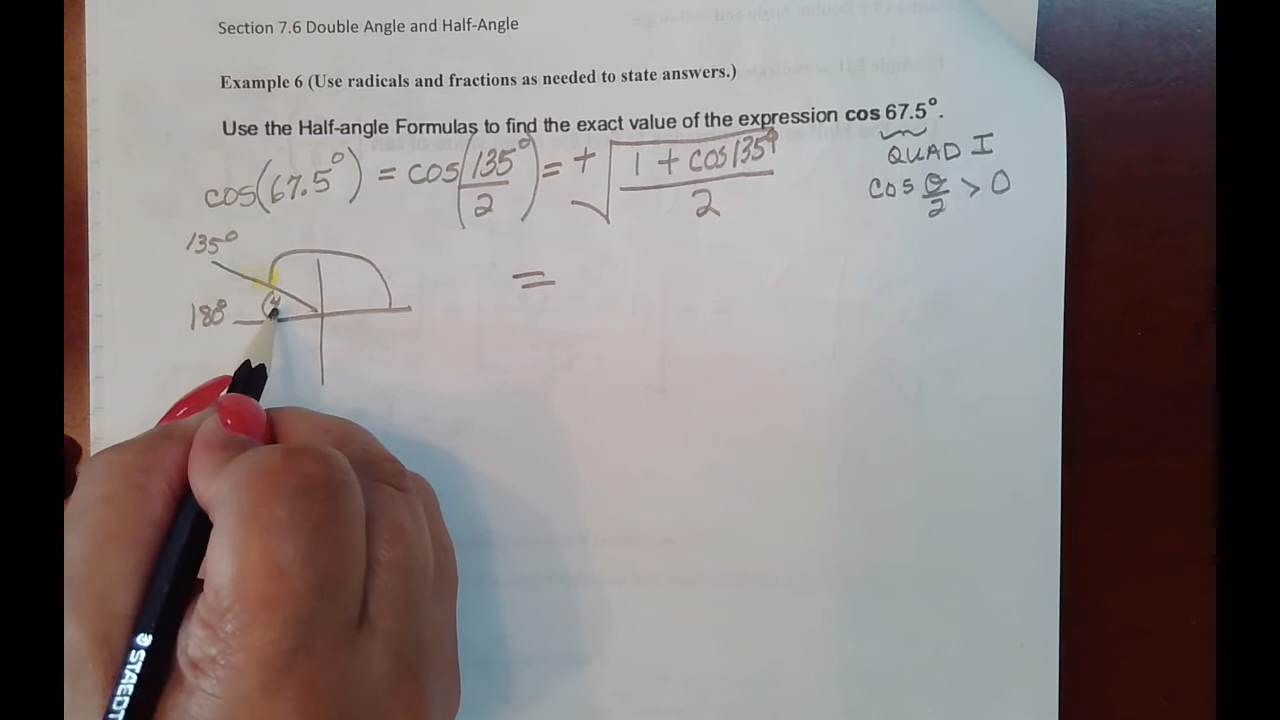 Section 7.6 Double Angle and Half-Angle
Example 6 (Use radicals and fractions as needed to state answers.)
Use the Half-angle Formulas to find the exact value of the expression cos 67.5°.
cos(67.5°) = cos(135°/2) = +√((1 + cos 135°)/2)
QUAD I
cos θ/2 > 0
135°
=
180°
STAEDT